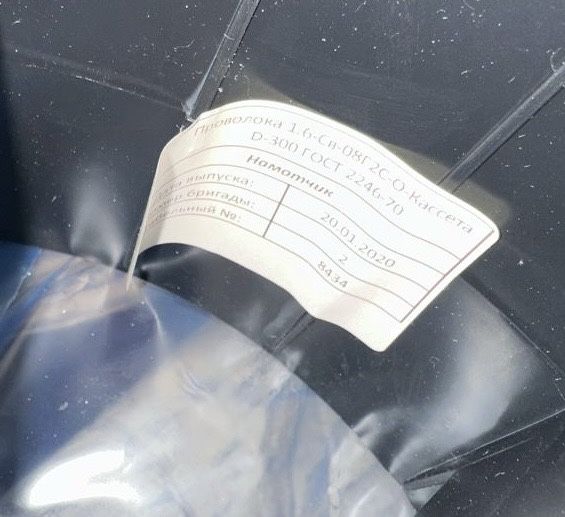 Проволока 1.6-Св-08Г2С-О-Кассета
D-300 ГОСТ 2246-70
Намотчик
выпуска: 20.01.2020
бригады: 2
№: 8434